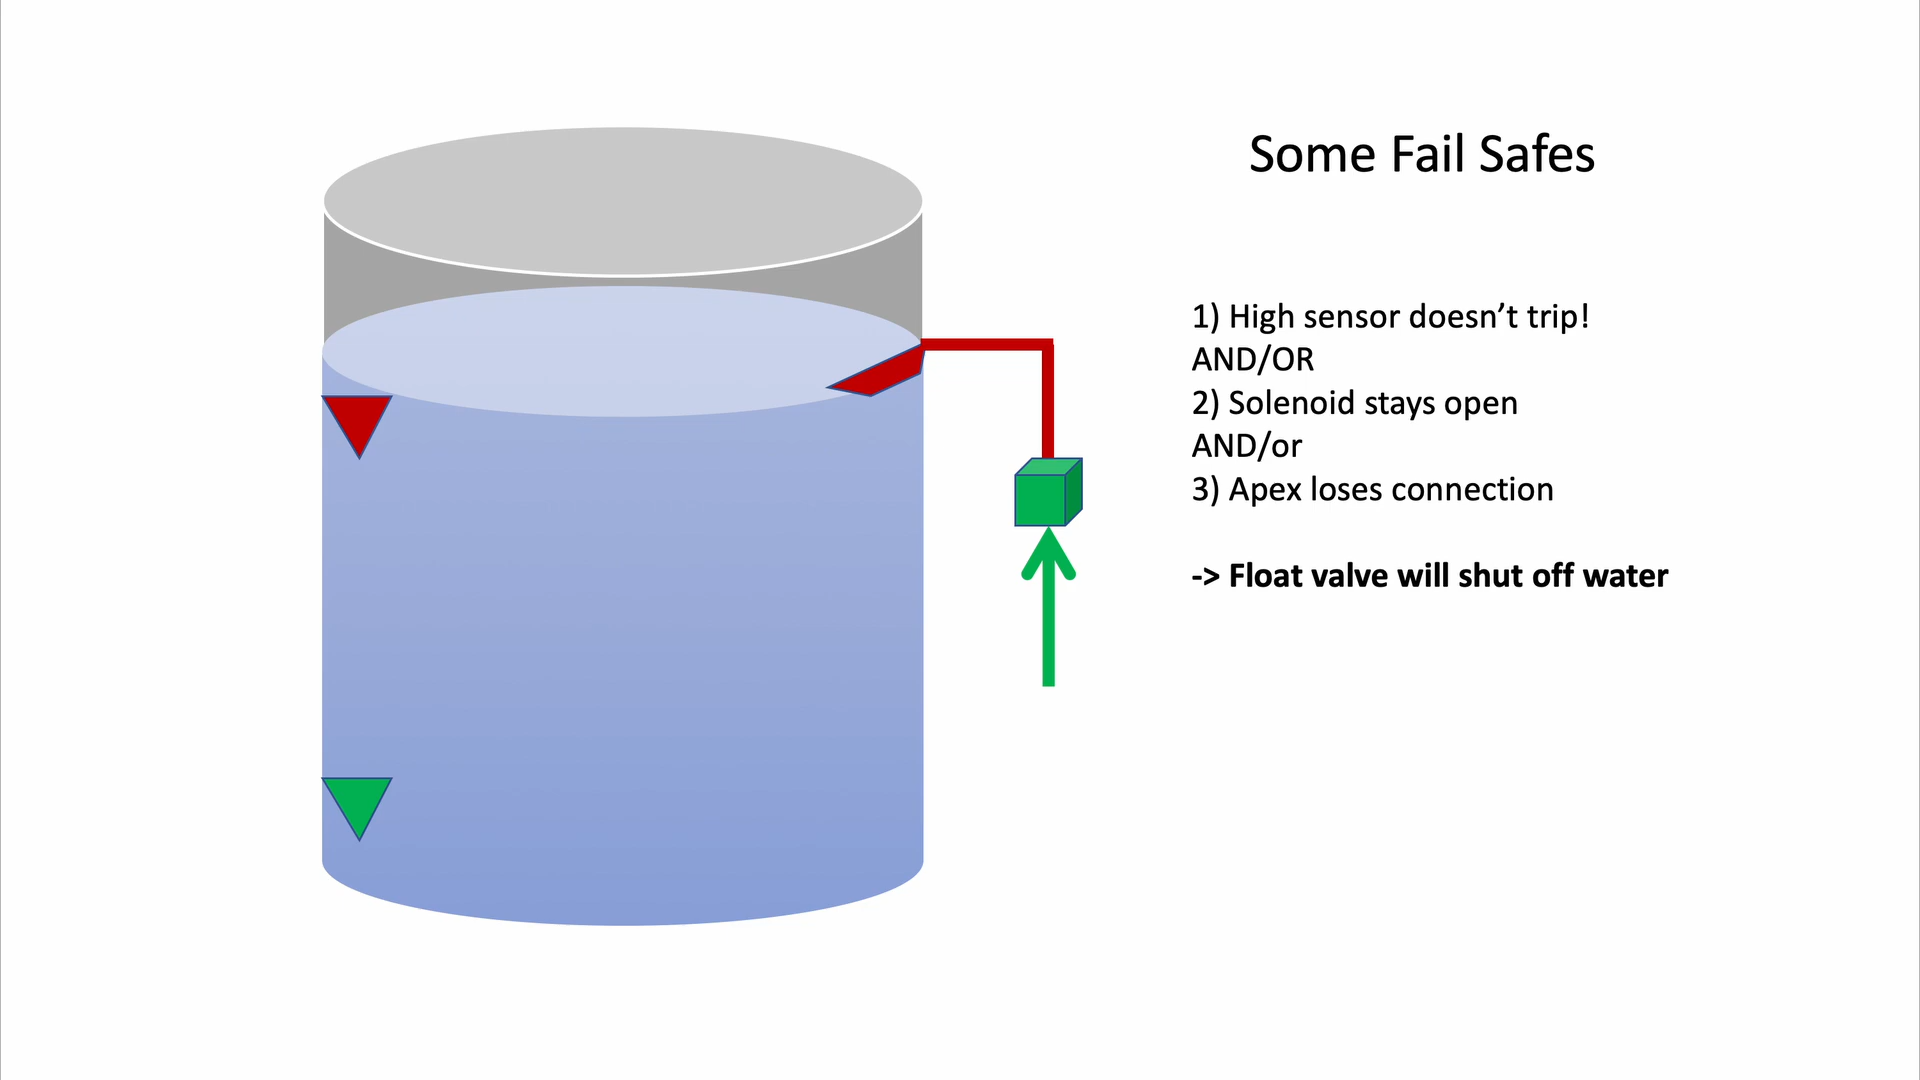 Some Fail Safes
1) High sensor doesn’t trip!
AND/OR
2) Solenoid stays open
AND/or
3) Apex loses connection
-> Float valve will shut off water